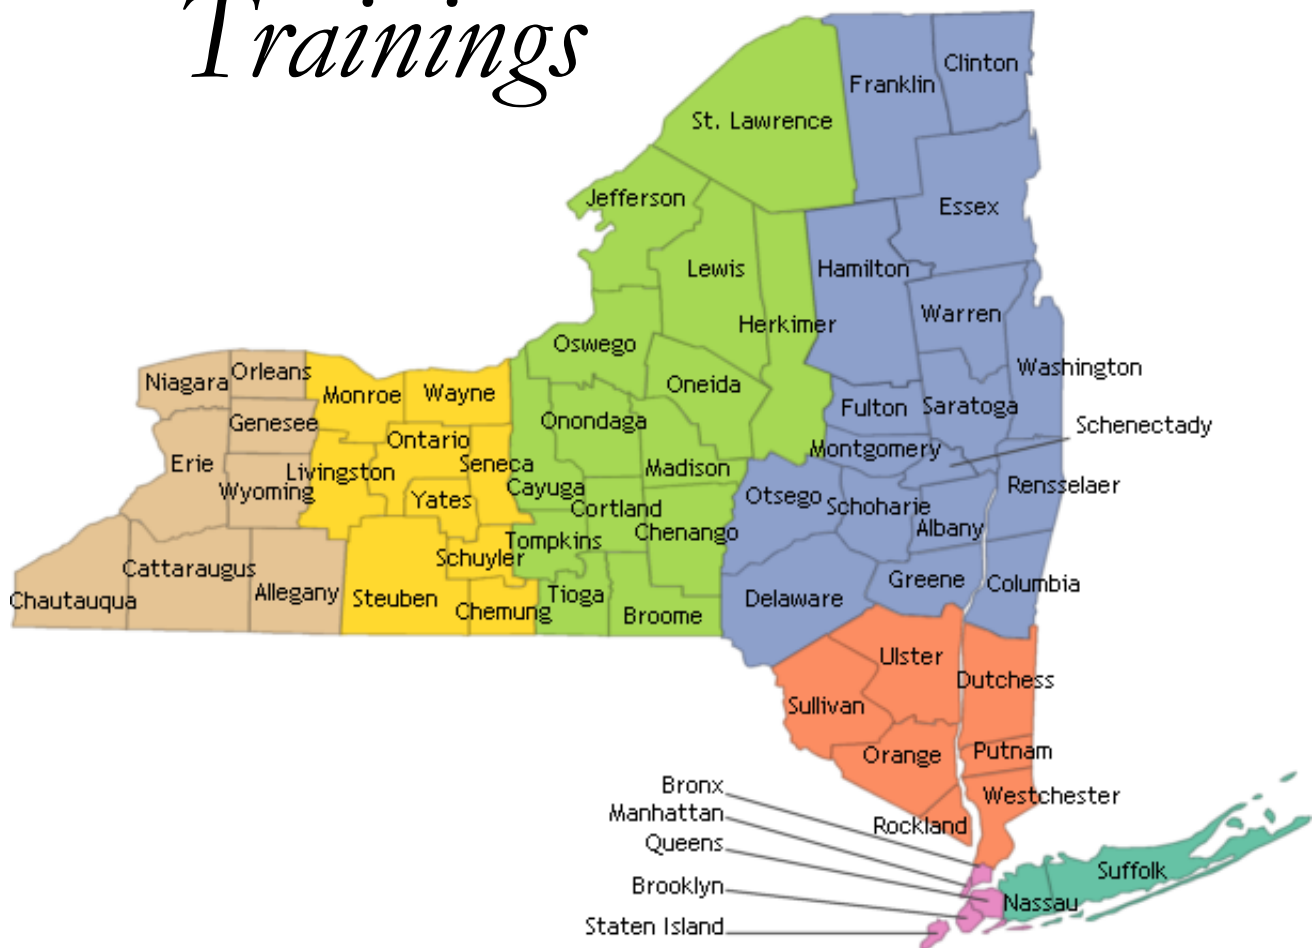 Trainings
Clinton
Franklin
St. Lawrence
Jefferson
Essex
Lewis
Hamilton
Warren
Herkimer
Oswego
Washington
Orleans
Niagara
Oneida
Monroe
Wayne
Fulton
Saratoga
Genesee
Onondaga
Schenectady
Ontario
Montgomery
Erie
Seneca
Livingston
Madison
Rensselaer
Wyoming
Yates
Cayuga
Otsego
Schoharie
Cortland
Albany
Chenango
Tompkins
Schuyler
Cattaraugus
Greene
Columbia
Allegany
Steuben
Tioga
Delaware
Chautauqua
Chemung
Broome
Ulster
Dutchess
Sullivan
Putnam
Orange
Bronx
Westchester
Manhattan
Rockland
Queens
Suffolk
Brooklyn
Nassau
Staten Island